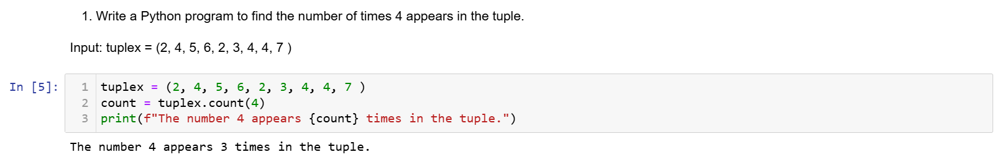 1. Write a Python program to find the number of times 4 appears in the tuple.
Input: tuplex = (2, 4, 5, 6, 2, 3, 4, 4, 7 )
In [5]:
1 tuplex = (2, 4, 5, 6, 2, 3, 4, 4, 7 )
2 count = tuplex.count(4)
3 print(f"The number 4 appears {count} times in the tuple.")
The number 4 appears 3 times in the tuple.